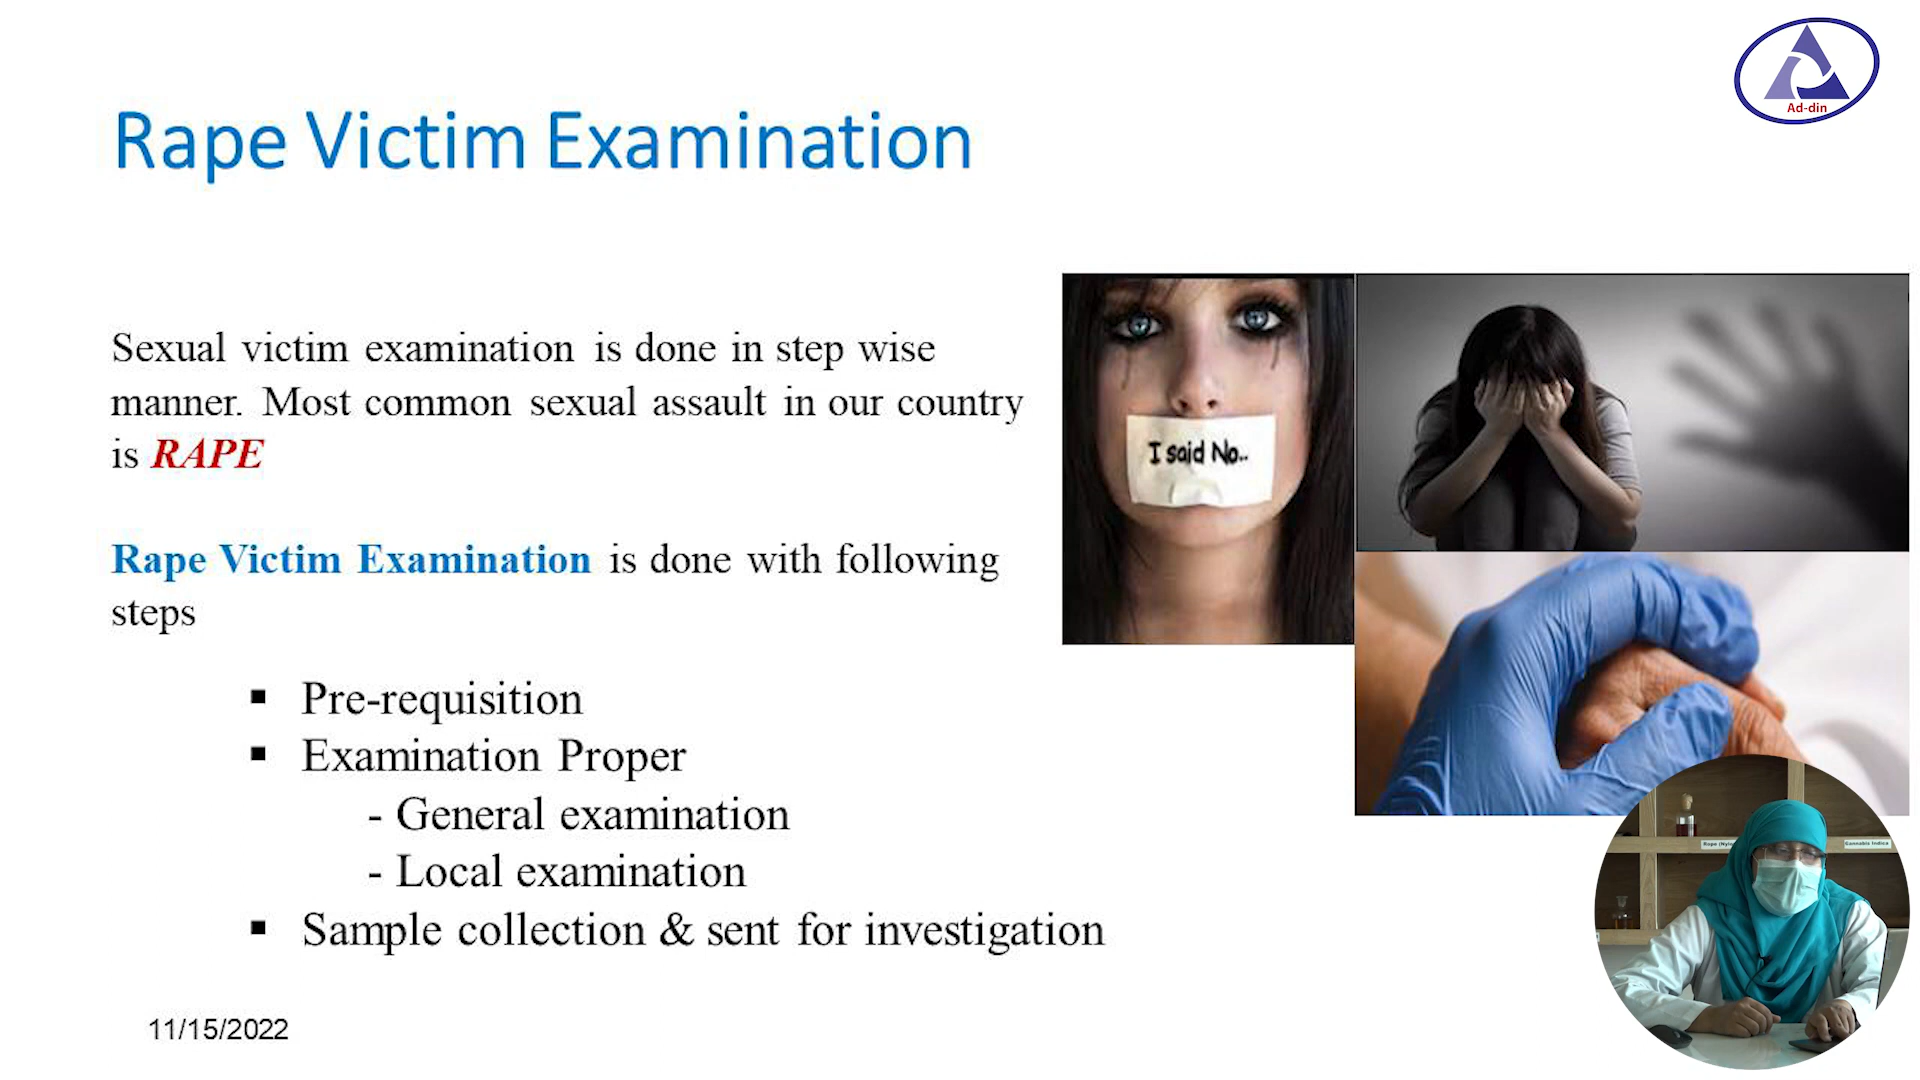 Ad-din
Rape Victim Examination
Sexual victim examination is done in step wise
manner. Most common sexual assault in our country
is RAPE
I said No..
Rape Victim Examination is done with following
steps
▪ Pre-requisition
▪ Examination Proper
- General examination
- Local examination
▪ Sample collection & sent for investigation
Cannabis Indica
11/15/2022